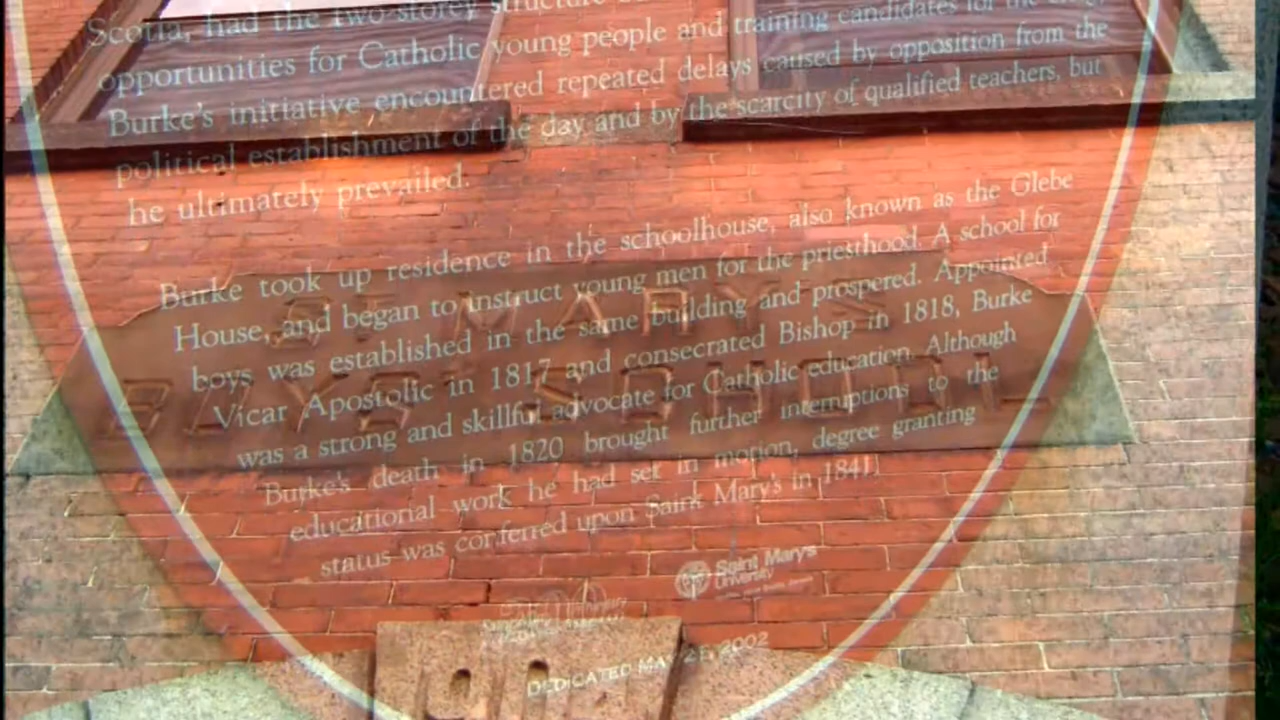 Scotia, had the two-storey structure
opportunities for Catholic young people and training candidates for the
Burke's initiative encountered repeated delays caused by opposition from the
political establishment of the day and by the scarcity of qualified teachers, but
he ultimately prevailed.
Burke took up residence in the schoolhouse, also known as the Glebe
House, and began to instruct young men for the priesthood. A school for
boys was established in the same building and prospered. Appointed
Vicar Apostolic in 1817 and consecrated Bishop in 1818, Burke
was a strong and skillful advocate for Catholic education. Although
Burke's death in 1820 brought further interruptions to the
educational work he had set in motion, degree granting
status was conferred upon Saint Mary's in 1841.
ST MARY'S
BOYS' SCHOOL
Saint Mary's
University
DEDICATED MAY 21, 2002